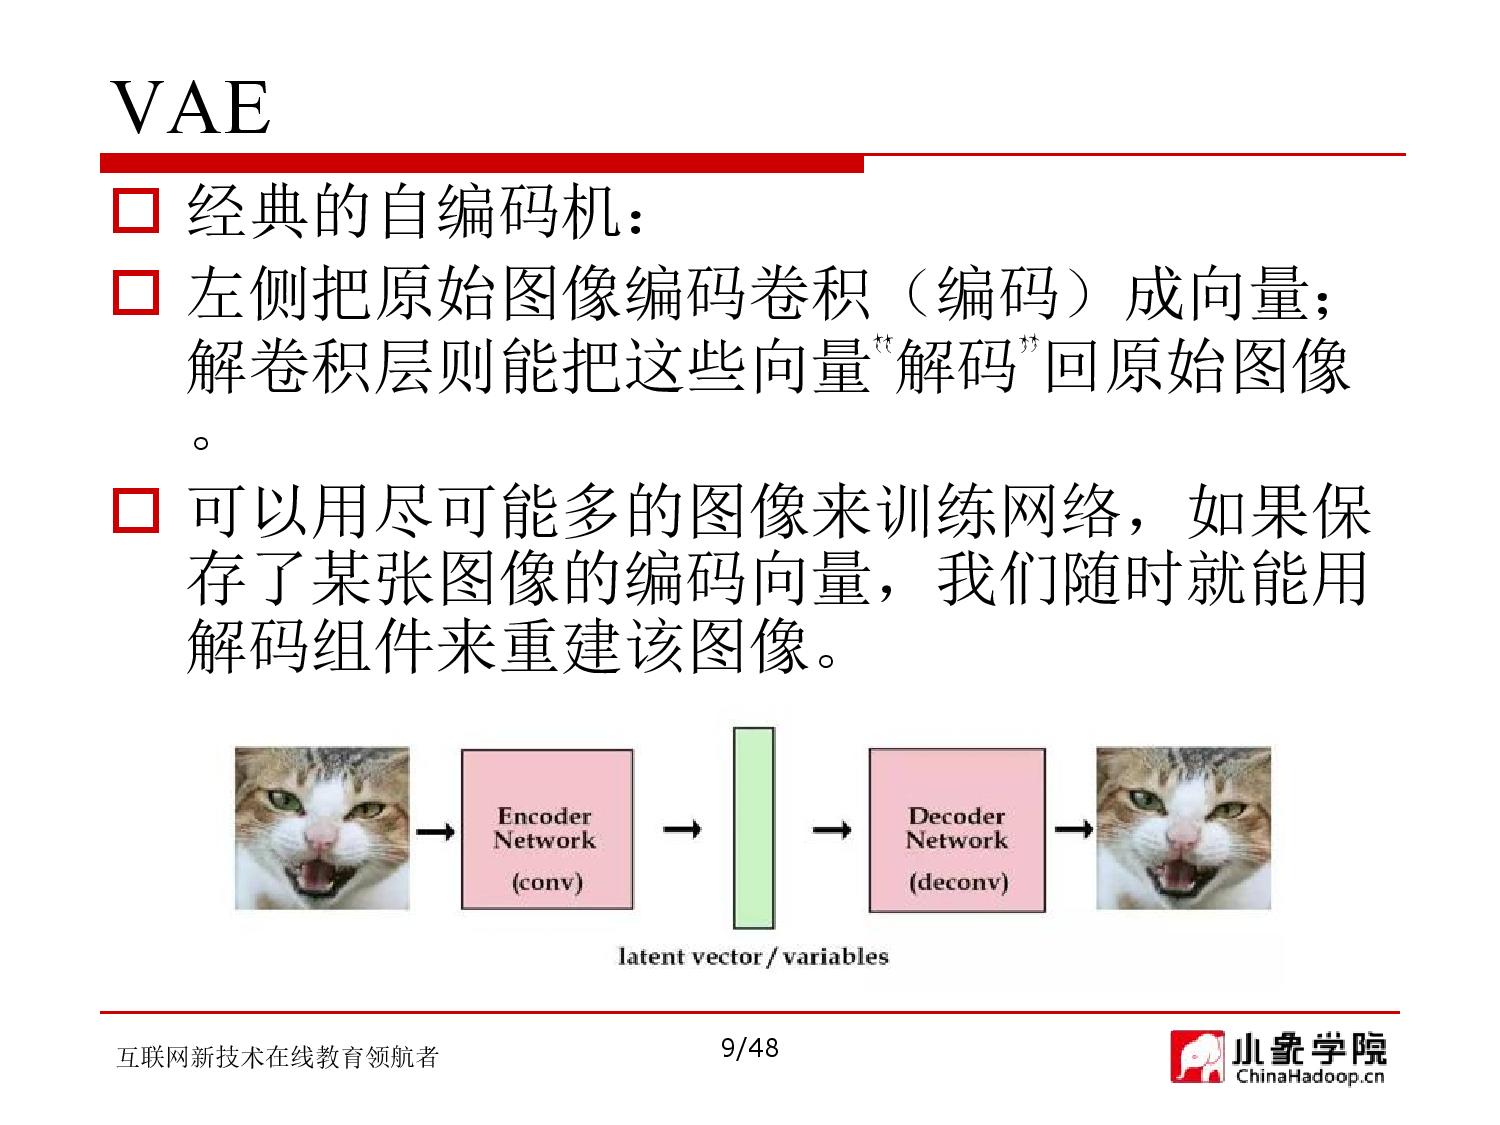 VAE
经典的自编码机：
左侧把原始图像编码卷积（编码）成向量；
解卷积层则能把这些向量“解码”回原始图像
。
可以用尽可能多的图像来训练网络，如果保
存了某张图像的编码向量，我们随时就能用
解码组件来重建该图像。
Encoder
Network
(conv)
Decoder
Network
(deconv)
latent vector / variables
互联网新技术在线教育领航者
9/48
小象学院
ChinaHadoop.cn